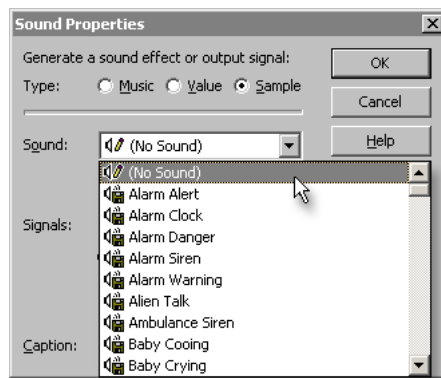 Sound Properties
Generate a sound effect or output signal:
OK
Type: Music Value Sample
Cancel
Sound: (No Sound)
Help
(No Sound)
Alarm Alert
Alarm Clock
Alarm Danger
Signals:
Alarm Siren
Alarm Warning
Alien Talk
Ambulance Siren
Caption:
Baby Cooing
Baby Crying